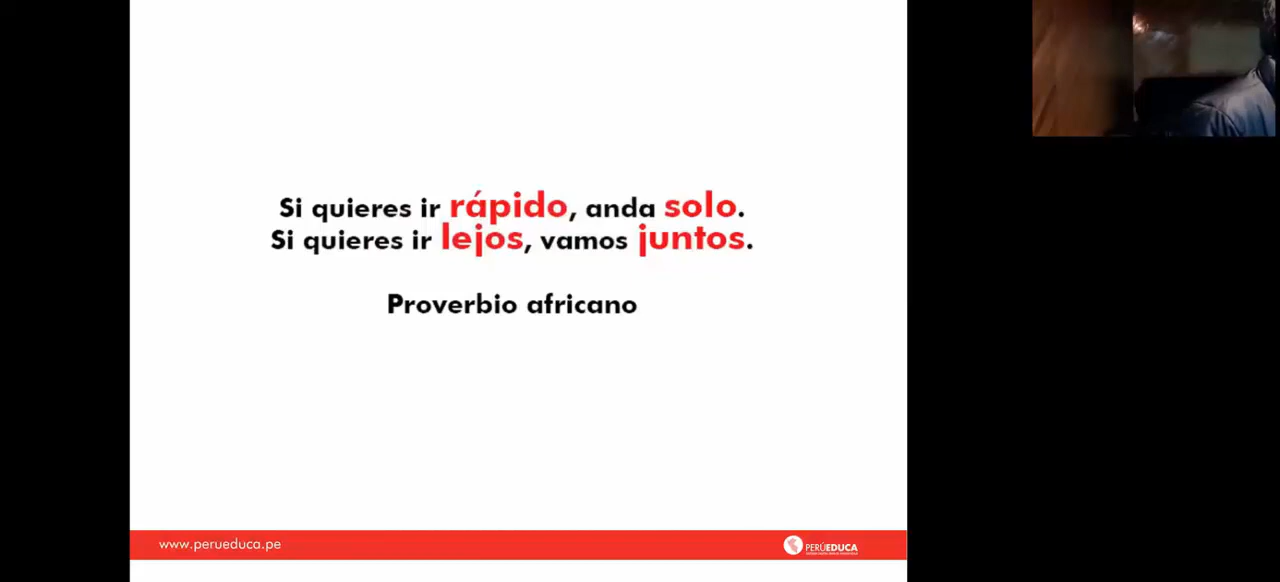 Si quieres ir rápido, anda solo.
Si quieres ir lejos, vamos juntos.
Proverbio africano
www.perueduca.pe
PERÚEDUCA